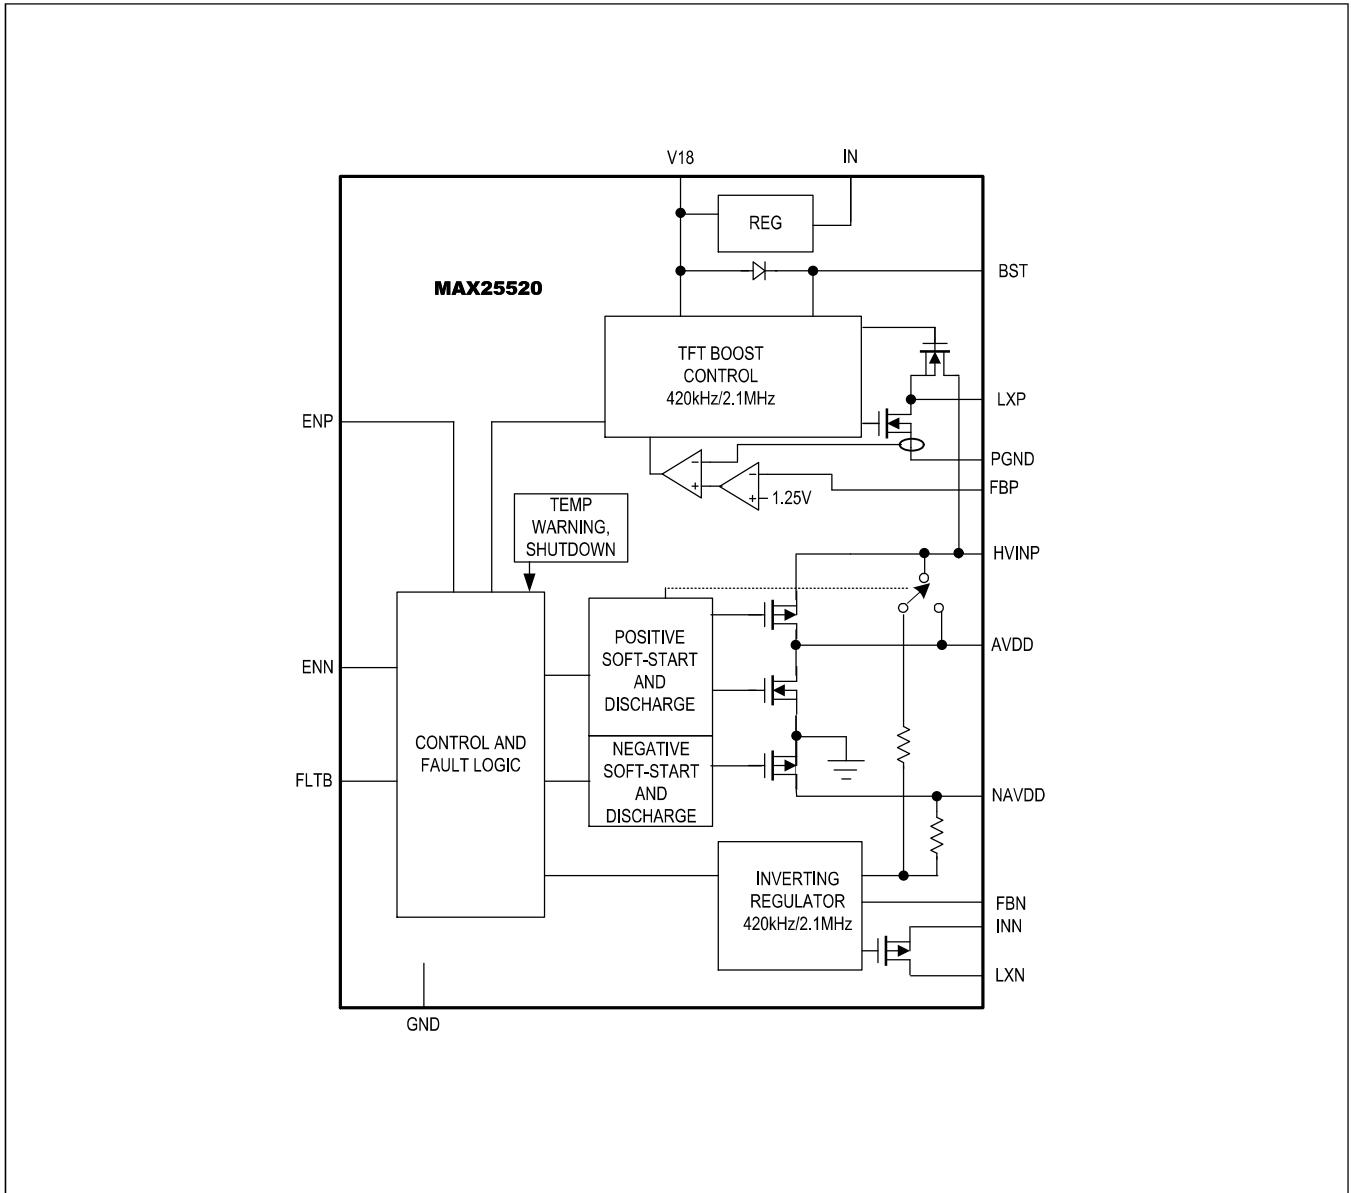 V18
IN
REG
BST
MAX25520
TFT BOOST
CONTROL
420kHz/2.1MHz
LXP
ENP
PGND
FBP
-
+
-
+
1.25V
TEMP
WARNING,
SHUTDOWN
HVINP
POSITIVE
SOFT-START
AND
DISCHARGE
AVDD
ENN
CONTROL AND
FAULT LOGIC
NEGATIVE
SOFT-START
AND
DISCHARGE
FLTB
NAVDD
INVERTING
REGULATOR
420kHz/2.1MHz
FBN
INN
LXN
GND